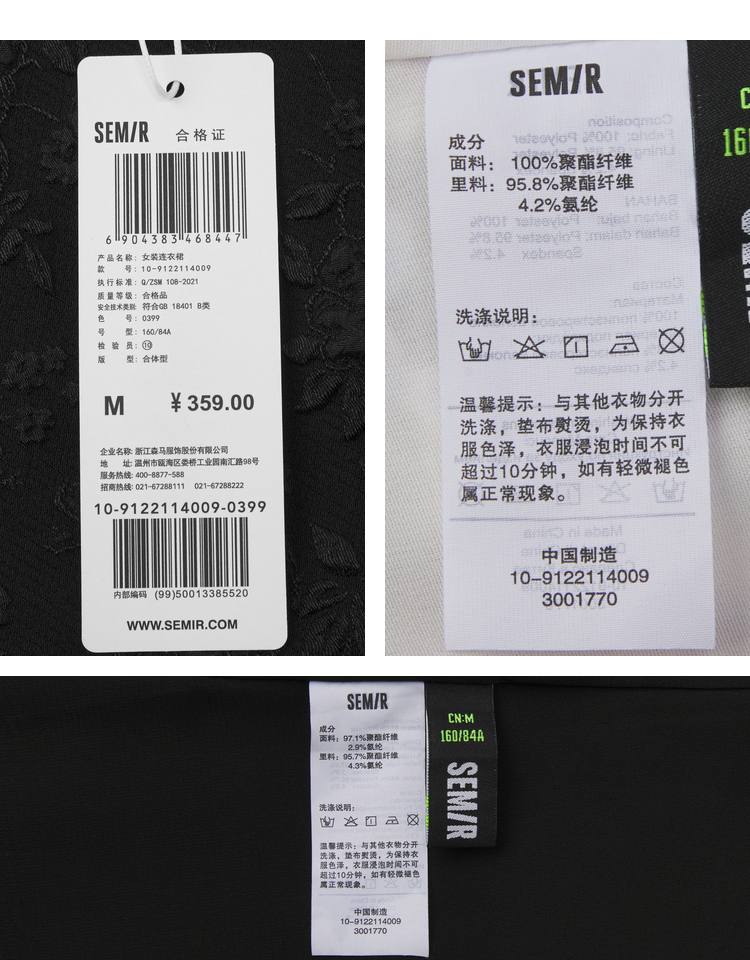 SEM/R 合格证
6 904383 468447
产品名称: 女装连衣裙
款 号: 10-9122114009
执行标准: Q/ZSM 108-2021
质量等级: 合格品
安全技术类别: 符合GB 18401 B类
色 号: 0399
号 型: 160/84A
检 验 员: 10
版 型: 合体型
M ¥359.00
企业名称: 浙江森马服饰股份有限公司
地 址: 温州市瓯海区娄桥工业园南汇路98号
服务热线: 400-8877-588
招商热线: 021-67288111 021-67288222
10-9122114009-0399
内部编码 (99)50013385520
WWW.SEMIR.COM
SEM/R
成分
面料: 100%聚酯纤维
里料: 95.8%聚酯纤维
4.2%氨纶
洗涤说明:
温馨提示: 与其他衣物分开
洗涤, 垫布熨烫, 为保持衣
服色泽, 衣服浸泡时间不可
超过10分钟, 如有轻微褪色
属正常现象。
中国制造
10-9122114009
3001770
SEM/R
成分
面料: 97.1%聚酯纤维
2.9%氨纶
里料: 95.7%聚酯纤维
4.3%氨纶
洗涤说明:
温馨提示: 与其他衣物分开
洗涤, 垫布熨烫, 为保持衣
服色泽, 衣服浸泡时间不可
超过10分钟, 如有轻微褪色
属正常现象。
中国制造
10-9122114009
3001770
CN:M
160/84A
SEM/R